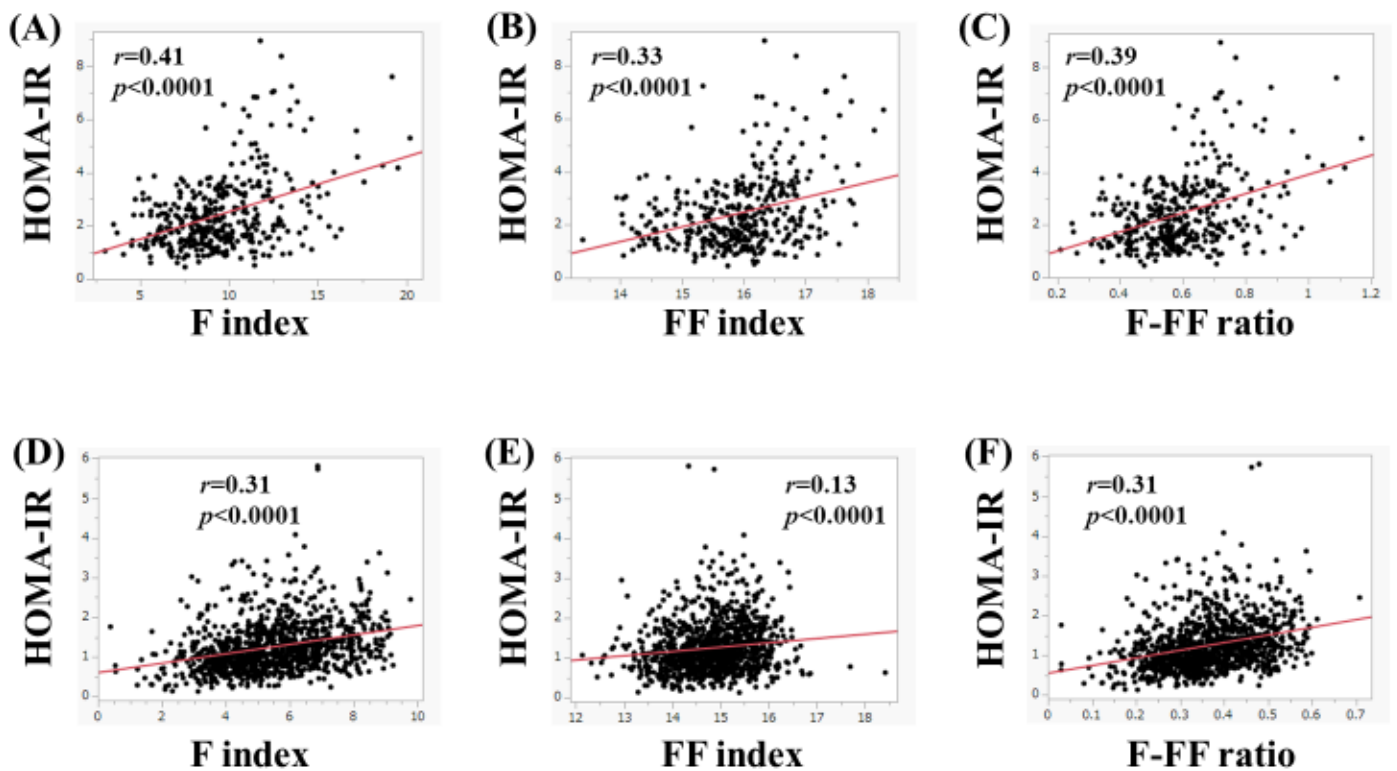 (A)
HOMA-IR
r=0.41
p<0.0001
8
6
4
2
0
5 10 15 20
F index
(B)
HOMA-IR
r=0.33
p<0.0001
8
6
4
2
0
14 15 16 17 18
FF index
(C)
HOMA-IR
r=0.39
p<0.0001
8
6
4
2
0
0.2 0.4 0.6 0.8 1 1.2
F-FF ratio
(D)
HOMA-IR
r=0.31
p<0.0001
6
5
4
3
2
1
0
0 2 4 6 8 10
F index
(E)
HOMA-IR
r=0.13
p<0.0001
6
5
4
3
2
1
0
12 13 14 15 16 17 18
FF index
(F)
HOMA-IR
r=0.31
p<0.0001
6
5
4
3
2
1
0
0 0.1 0.2 0.3 0.4 0.5 0.6 0.7
F-FF ratio